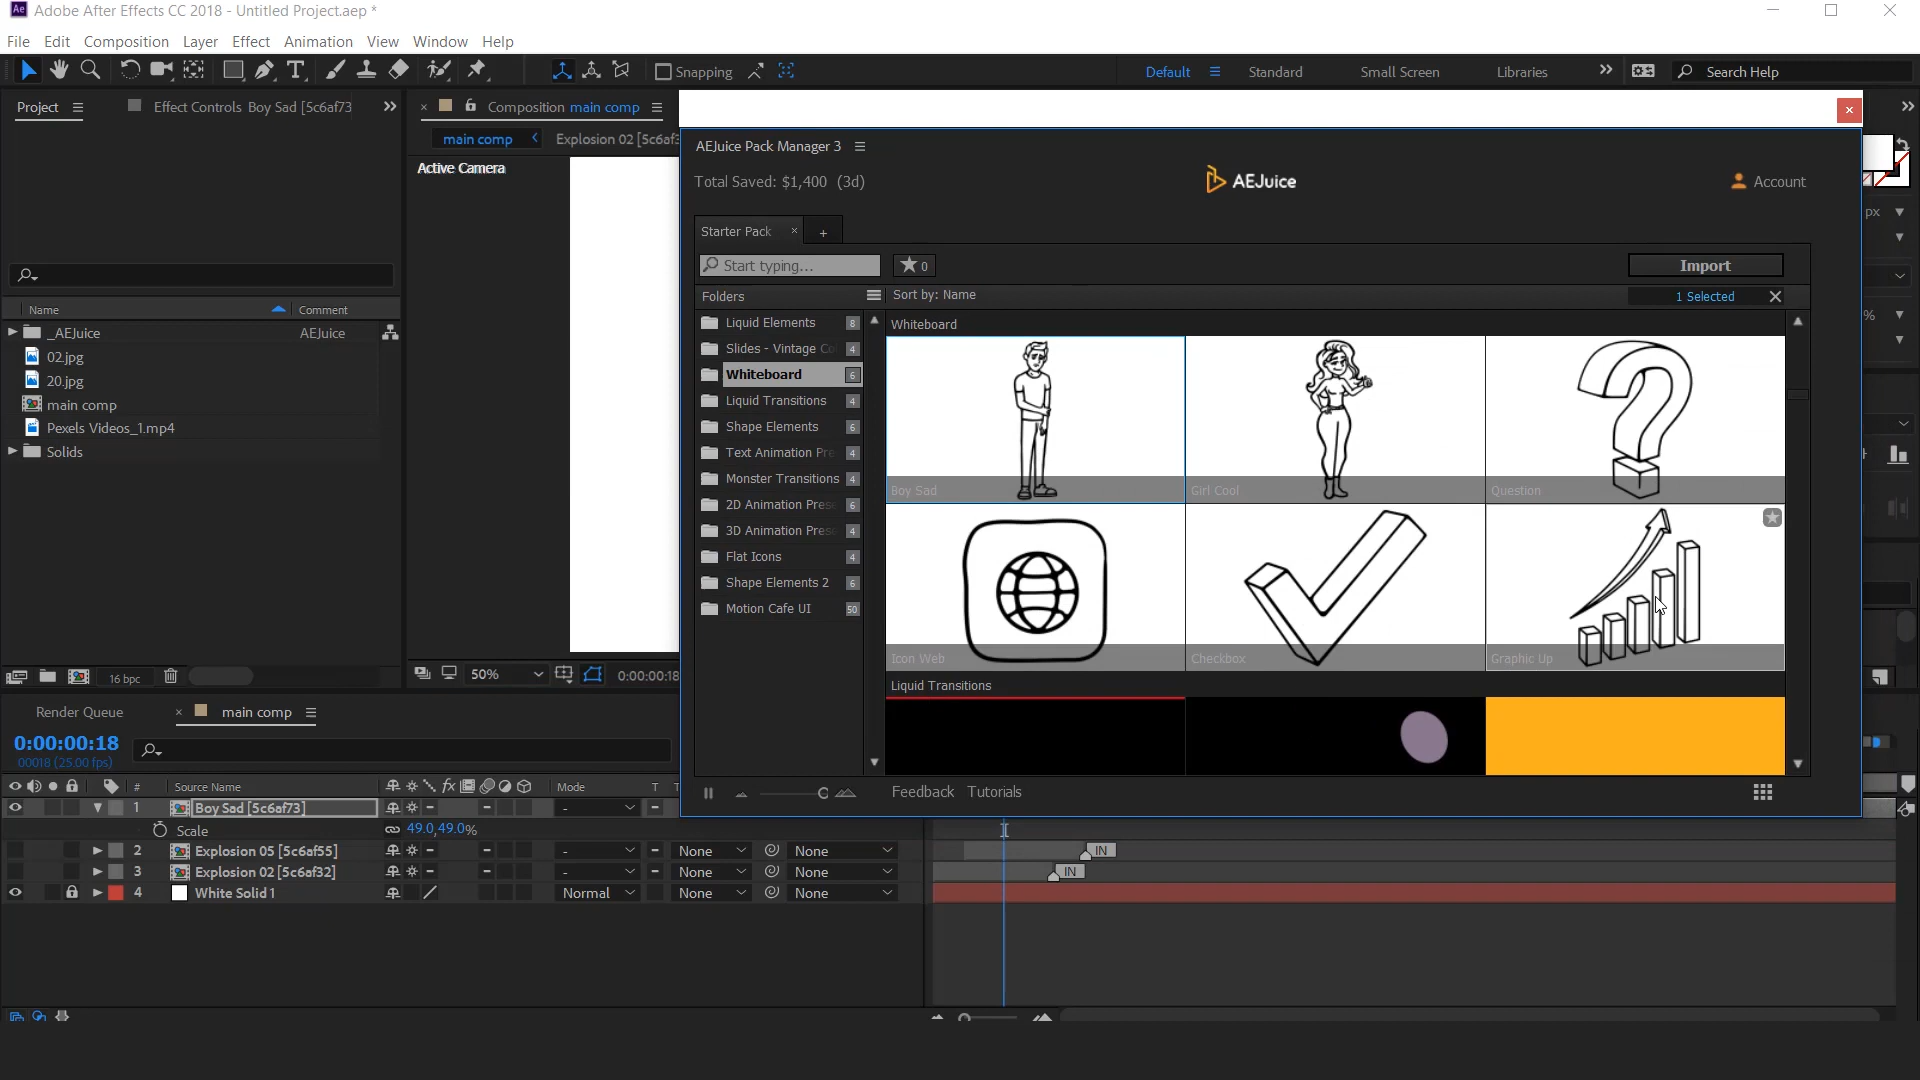 Adobe After Effects CC 2018 - Untitled Project.aep *
File Edit Composition Layer Effect Animation View Window Help
Snapping
Default Standard Small Screen Libraries Search Help
Project Effect Controls Boy Sad [5c6af73
Composition main comp
main comp Explosion 02 [5c6af3
Active Camera
AEJuice Pack Manager 3
Total Saved: $1,400 (3d)
AEJuice
Account
Starter Pack
Start typing...
0
Import
Folders
Sort by: Name
1 Selected
Liquid Elements 8
Slides - Vintage Co 4
Whiteboard 6
Liquid Transitions 4
Shape Elements 6
Text Animation Pre 4
Monster Transitions 4
2D Animation Prese 6
3D Animation Prese 4
Flat Icons 4
Shape Elements 2 6
Motion Cafe UI 50
Whiteboard
Boy Sad
Girl Cool
Question
Icon Web
Checkbox
Graphic Up
Liquid Transitions
Feedback Tutorials
px
%
Name Comment
_AEJuice AEJuice
02.jpg
20.jpg
main comp
Pexels Videos_1.mp4
Solids
16 bpc
50%
0:00:00:18
Render Queue
main comp
0:00:00:18
00018 (25.00 fps)
# Source Name Mode T
1 Boy Sad [5c6af73] -
Scale 49.0,49.0%
2 Explosion 05 [5c6af55] - None None IN
3 Explosion 02 [5c6af32] - None None IN
4 White Solid 1 Normal None None